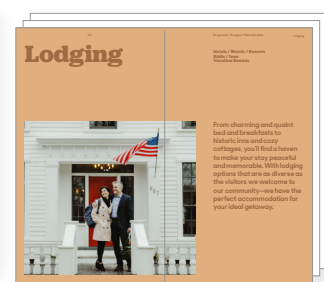 Lodging
Hotels / Motels / Resorts
B&Bs / Inns
Vacation Rentals
From charming and quaint
bed and breakfasts to
historic inns and cozy
cottages, you'll find a haven
to make your stay peaceful
and memorable. With lodging
options that are as diverse as
the visitors we welcome to
our community—we have the
perfect accommodation for
your ideal getaway.